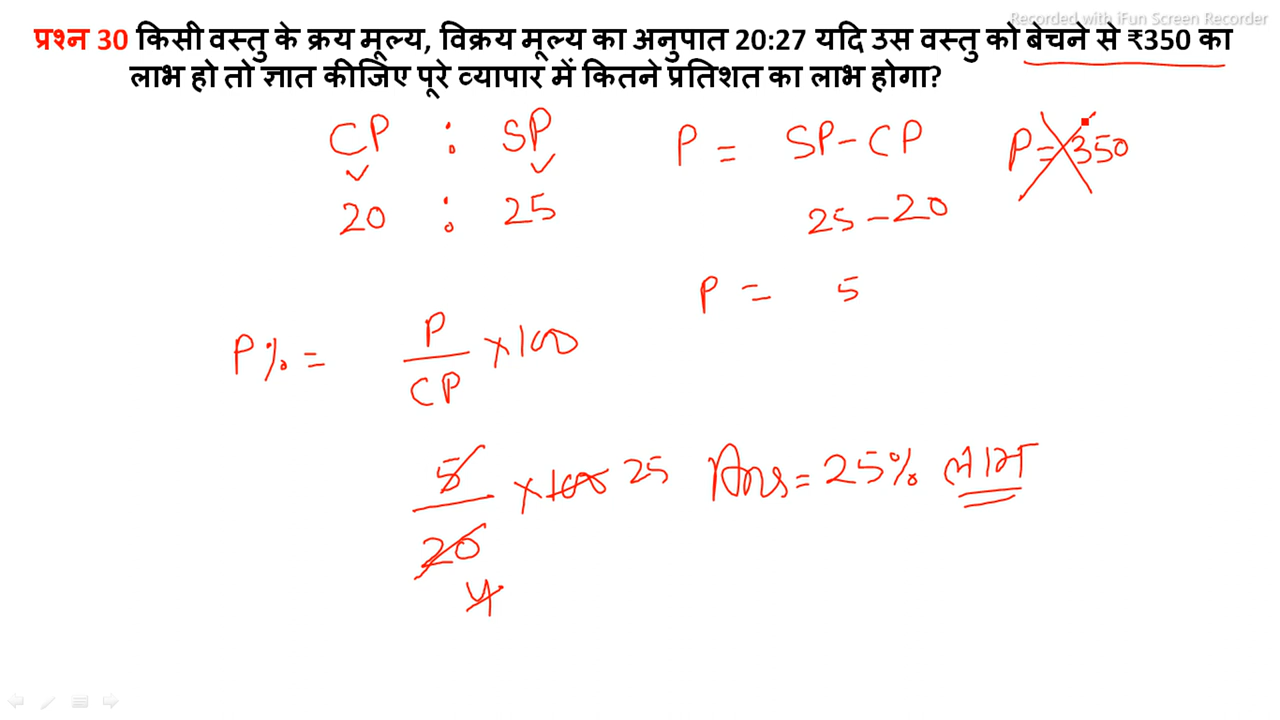 Recorded with iFun Screen Recorder
प्रश्न 30 किसी वस्तु के क्रय मूल्य, विक्रय मूल्य का अनुपात 20:27 यदि उस वस्तु को बेचने से ₹350 का
लाभ हो तो ज्ञात कीजिए पूरे व्यापार में कितने प्रतिशत का लाभ होगा?
CP : SP P = SP-CP P=350
20 : 25 25-20
P = 5
P%= P/CP ×100
5/20 ×100 25 Ans=25% लाभ
4